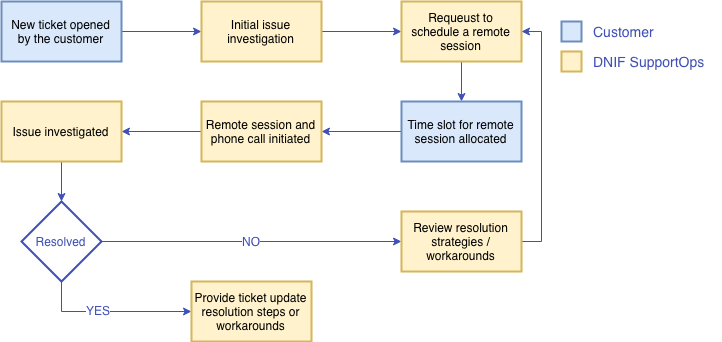 New ticket opened
by the customer
Initial issue
investigation
Requeust to
schedule a remote
session
Customer
DNIF SupportOps
Issue investigated
Remote session and
phone call initiated
Time slot for remote
session allocated
Resolved
NO
Review resolution
strategies /
workarounds
YES
Provide ticket update
resolution steps or
workarounds